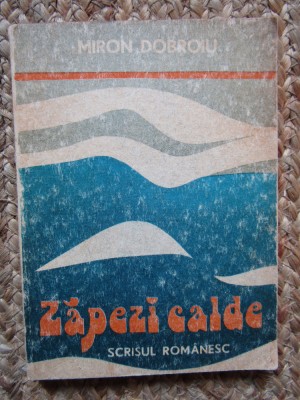 MIRON DOBROIU
Zăpezi calde
SCRISUL ROMÂNESC